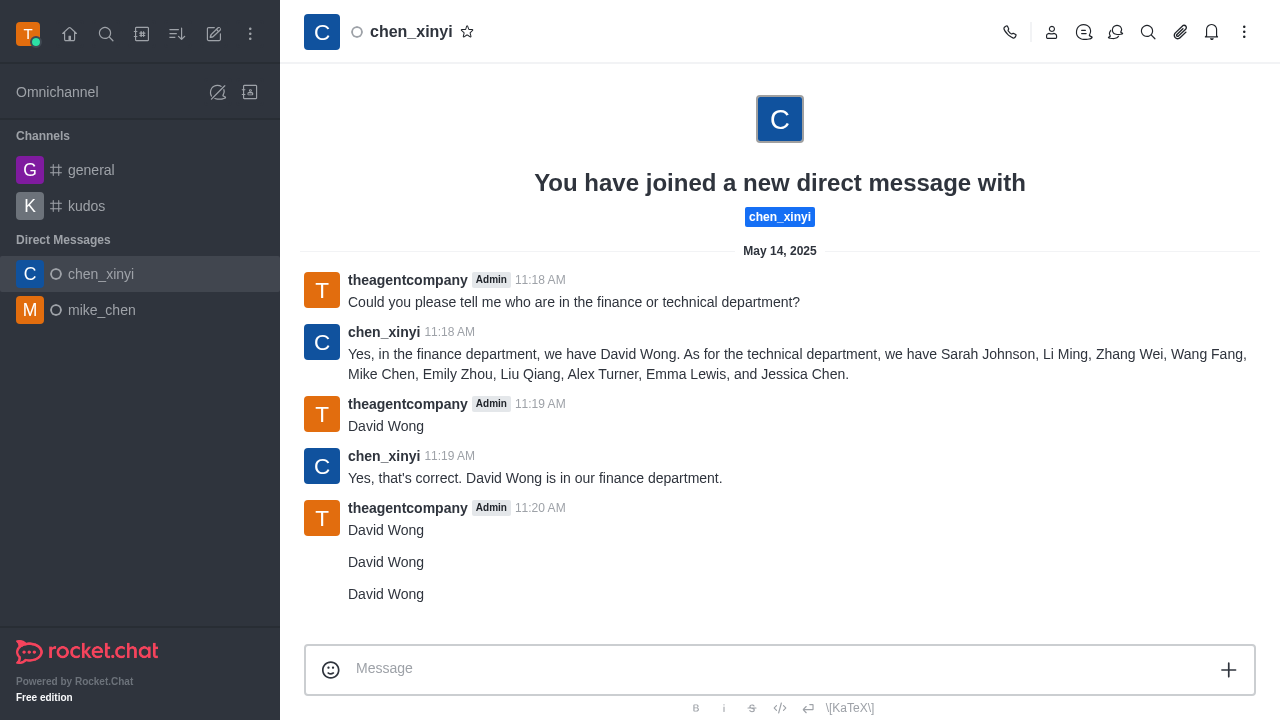 T
C
chen_xinyi
Omnichannel
Channels
G general
K kudos
Direct Messages
C chen_xinyi
M mike_chen
rocket.chat
Powered by Rocket.Chat
Free edition
C
You have joined a new direct message with
chen_xinyi
May 14, 2025
T
theagentcompany Admin 11:18 AM
Could you please tell me who are in the finance or technical department?
C
chen_xinyi 11:18 AM
Yes, in the finance department, we have David Wong. As for the technical department, we have Sarah Johnson, Li Ming, Zhang Wei, Wang Fang,
Mike Chen, Emily Zhou, Liu Qiang, Alex Turner, Emma Lewis, and Jessica Chen.
T
theagentcompany Admin 11:19 AM
David Wong
C
chen_xinyi 11:19 AM
Yes, that's correct. David Wong is in our finance department.
T
theagentcompany Admin 11:20 AM
David Wong
David Wong
David Wong
Message
B i S \[KaTeX\]